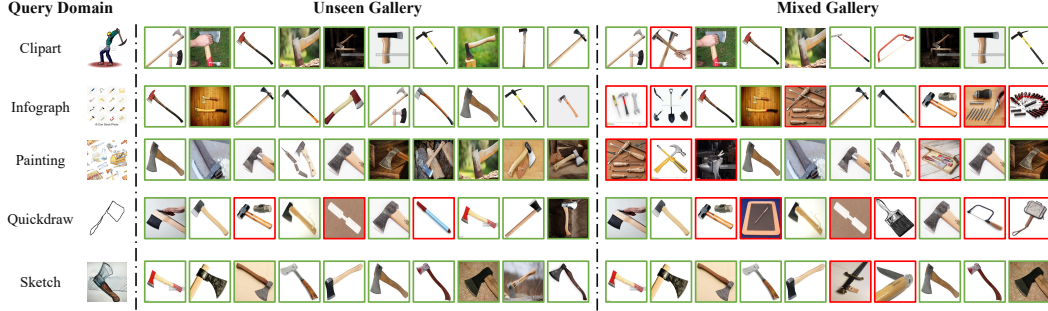 Query Domain
Unseen Gallery
Mixed Gallery
Clipart
Infograph
Painting
Quickdraw
Sketch